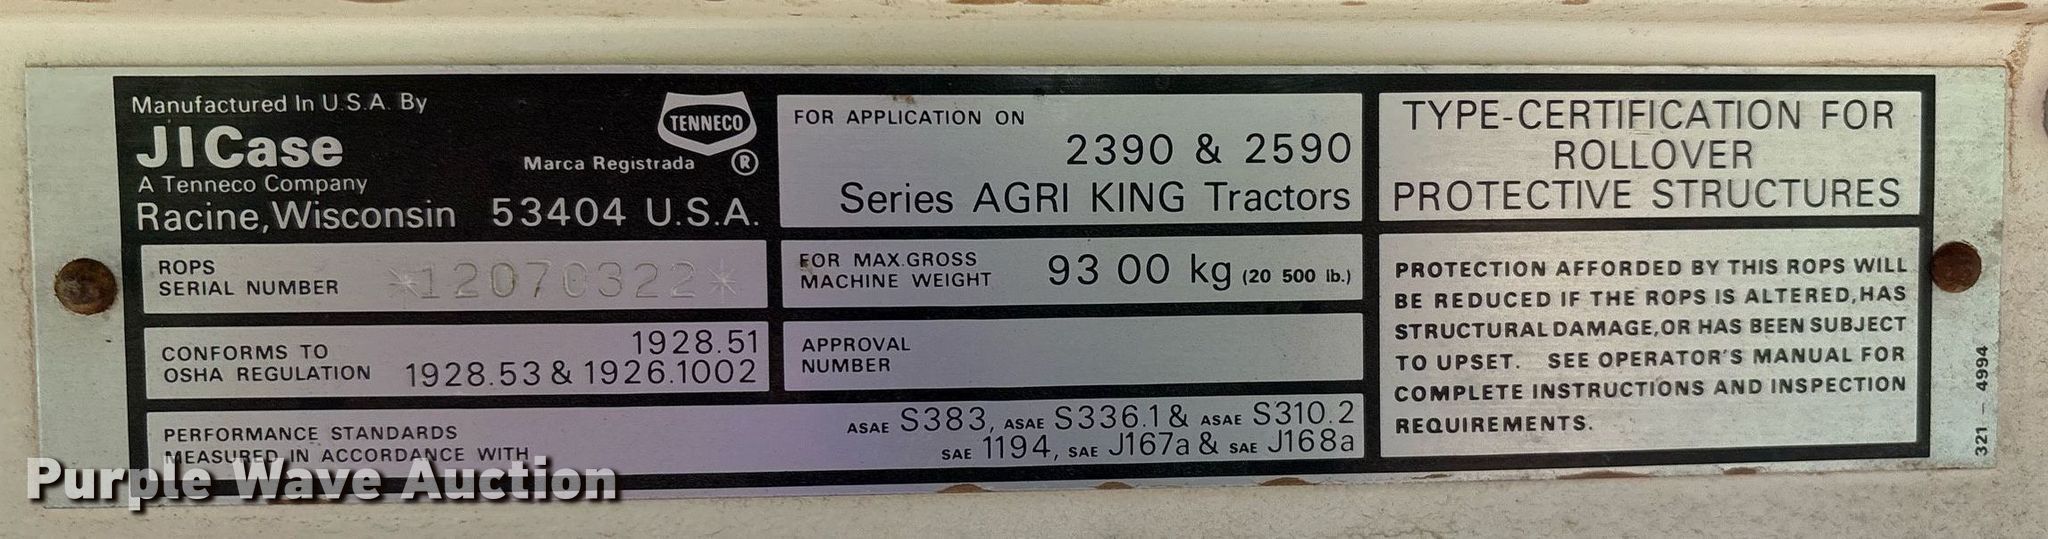 Manufactured In U.S.A. By
JI Case
A Tenneco Company
Racine, Wisconsin 53404 U.S.A.
TENNECO
Marca Registrada ®
FOR APPLICATION ON
2390 & 2590
Series AGRI KING Tractors
TYPE-CERTIFICATION FOR
ROLLOVER
PROTECTIVE STRUCTURES
ROPS
SERIAL NUMBER *12070322*
FOR MAX. GROSS
MACHINE WEIGHT 93 00 kg (20 500 lb.)
CONFORMS TO 1928.51
OSHA REGULATION 1928.53 & 1926.1002
APPROVAL
NUMBER
PERFORMANCE STANDARDS ASAE S383, ASAE S336.1 & ASAE S310.2
MEASURED IN ACCORDANCE WITH SAE 1194, SAE J167a & SAE J168a
PROTECTION AFFORDED BY THIS ROPS WILL
BE REDUCED IF THE ROPS IS ALTERED, HAS
STRUCTURAL DAMAGE, OR HAS BEEN SUBJECT
TO UPSET. SEE OPERATOR'S MANUAL FOR
COMPLETE INSTRUCTIONS AND INSPECTION
REQUIREMENTS.
321-4994
Purple Wave Auction